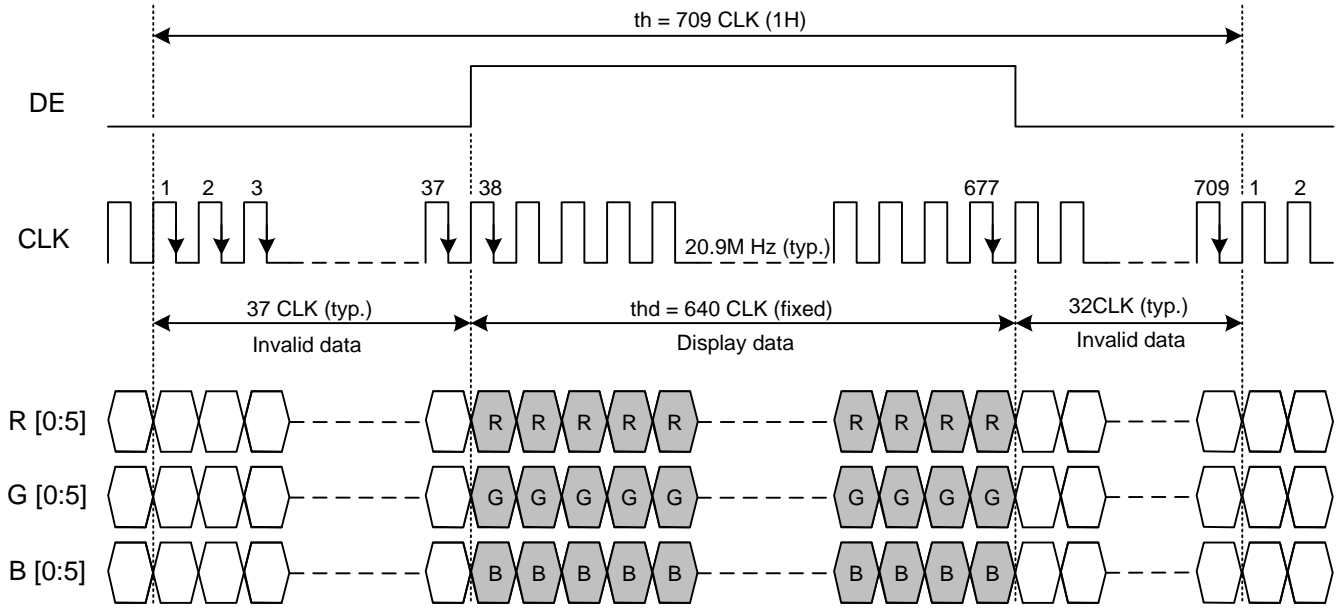 th = 709 CLK (1H)
DE
1 2 3 37 38 677 709 1 2
CLK
20.9M Hz (typ.)
37 CLK (typ.) thd = 640 CLK (fixed) 32CLK (typ.)
Invalid data Display data Invalid data
R [0:5] R R R R R R R R R
G [0:5] G G G G G G G G G
B [0:5] B B B B B B B B B